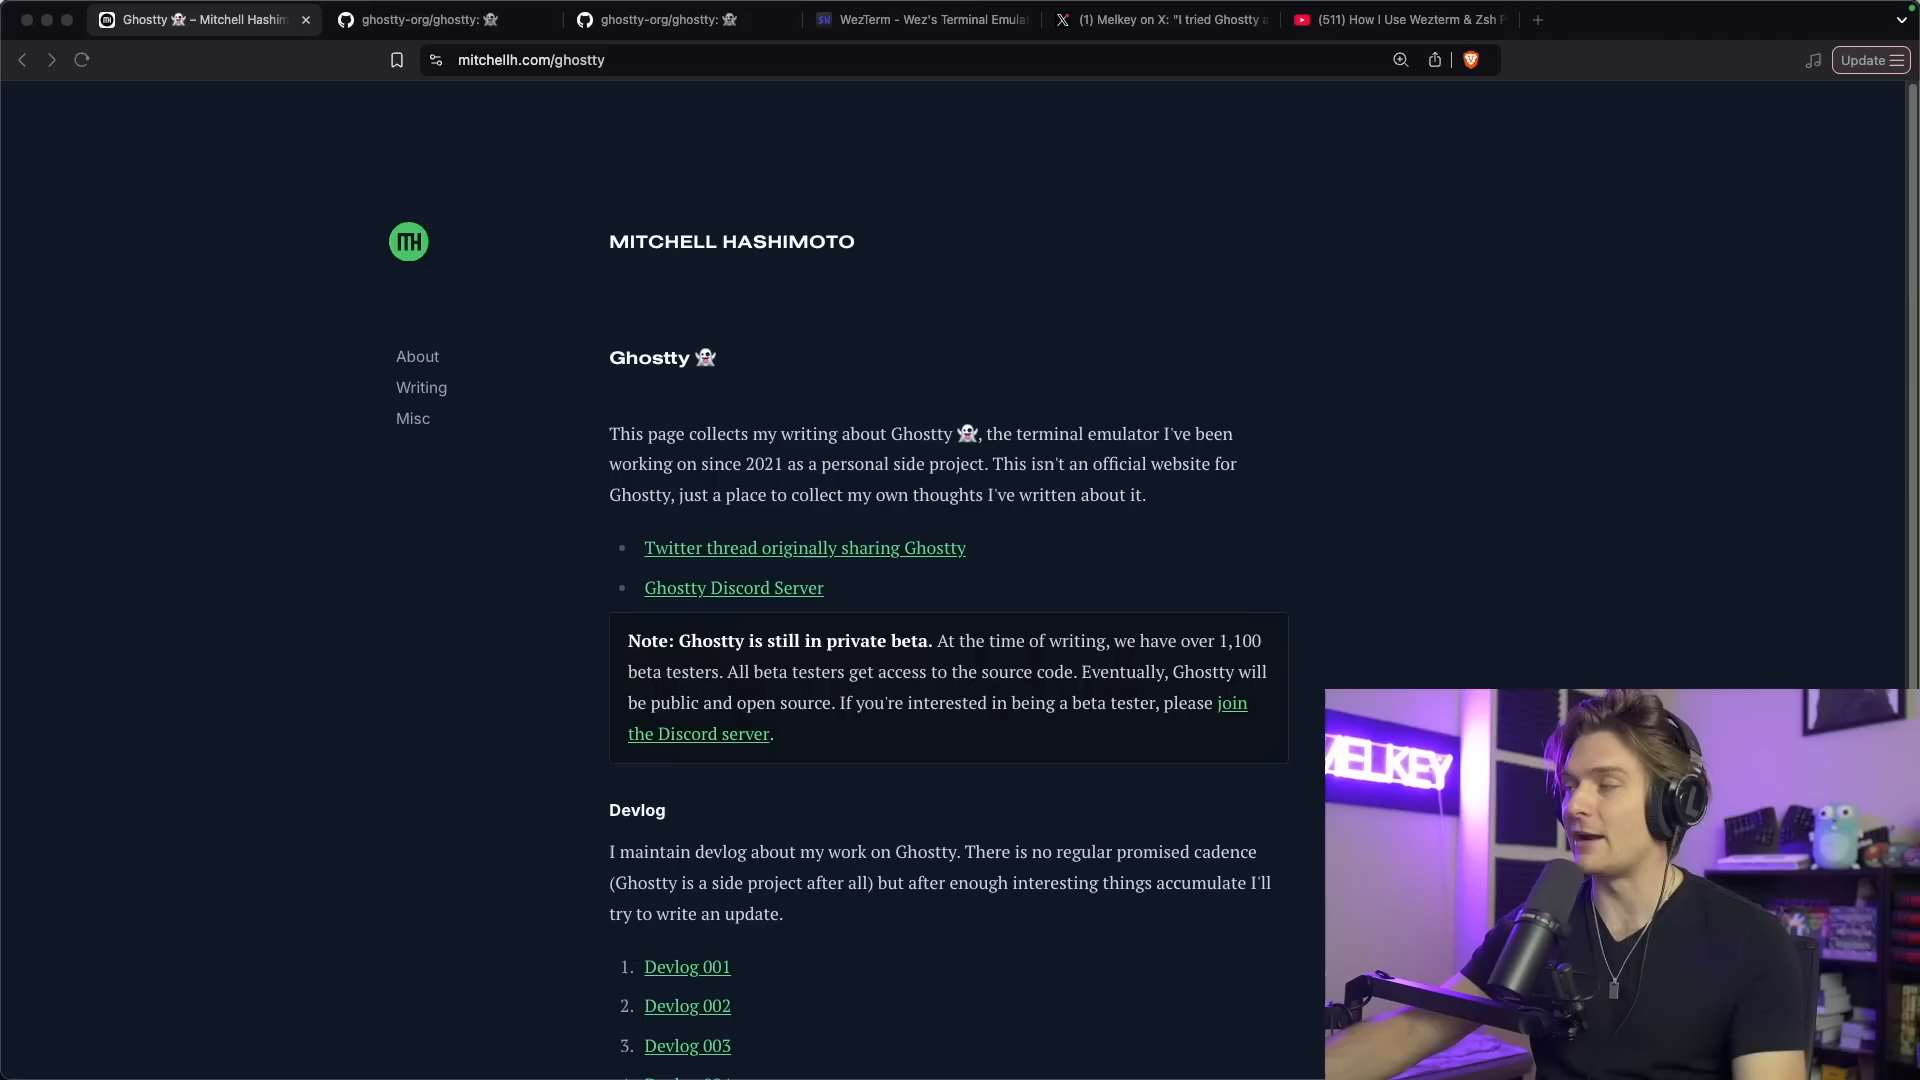 Ghostty 👻 – Mitchell Hashim
ghostty-org/ghostty: 👻
ghostty-org/ghostty: 👻
SW WezTerm - Wez's Terminal Emula
(1) Melkey on X: "I tried Ghostty a
(511) How I Use Wezterm & Zsh F
mitchellh.com/ghostty
Update
MH
MITCHELL HASHIMOTO
About
Writing
Misc
Ghostty 👻
This page collects my writing about Ghostty 👻, the terminal emulator I've been
working on since 2021 as a personal side project. This isn't an official website for
Ghostty, just a place to collect my own thoughts I've written about it.
• Twitter thread originally sharing Ghostty
• Ghostty Discord Server
Note: Ghostty is still in private beta. At the time of writing, we have over 1,100
beta testers. All beta testers get access to the source code. Eventually, Ghostty will
be public and open source. If you're interested in being a beta tester, please join
the Discord server.
Devlog
I maintain devlog about my work on Ghostty. There is no regular promised cadence
(Ghostty is a side project after all) but after enough interesting things accumulate I'll
try to write an update.
1. Devlog 001
2. Devlog 002
3. Devlog 003
MELKEY